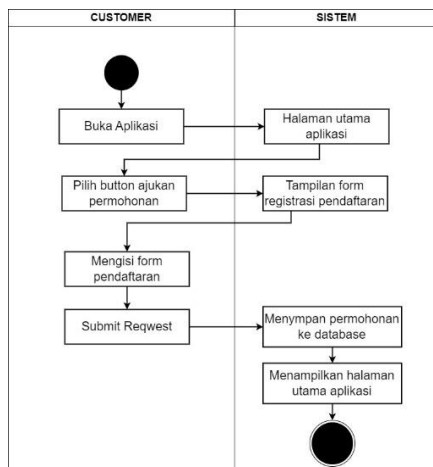 CUSTOMER
SISTEM
Buka Aplikasi
Halaman utama
aplikasi
Pilih button ajukan
permohonan
Tampilan form
registrasi pendaftaran
Mengisi form
pendaftaran
Submit Reqwest
Menympan permohonan
ke database
Menampilkan halaman
utama aplikasi